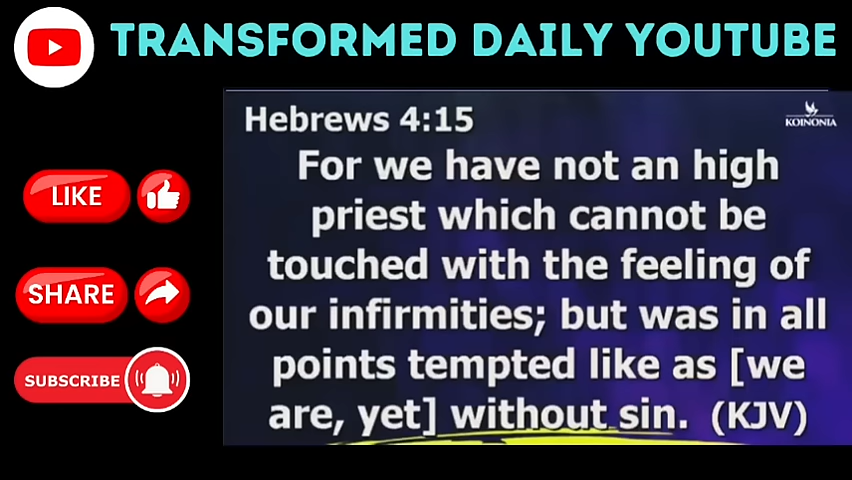 TRANSFORMED DAILY YOUTUBE
Hebrews 4:15
KOINONIA
For we have not an high
priest which cannot be
touched with the feeling of
our infirmities; but was in all
points tempted like as [we
are, yet] without sin. (KJV)
LIKE
SHARE
SUBSCRIBE